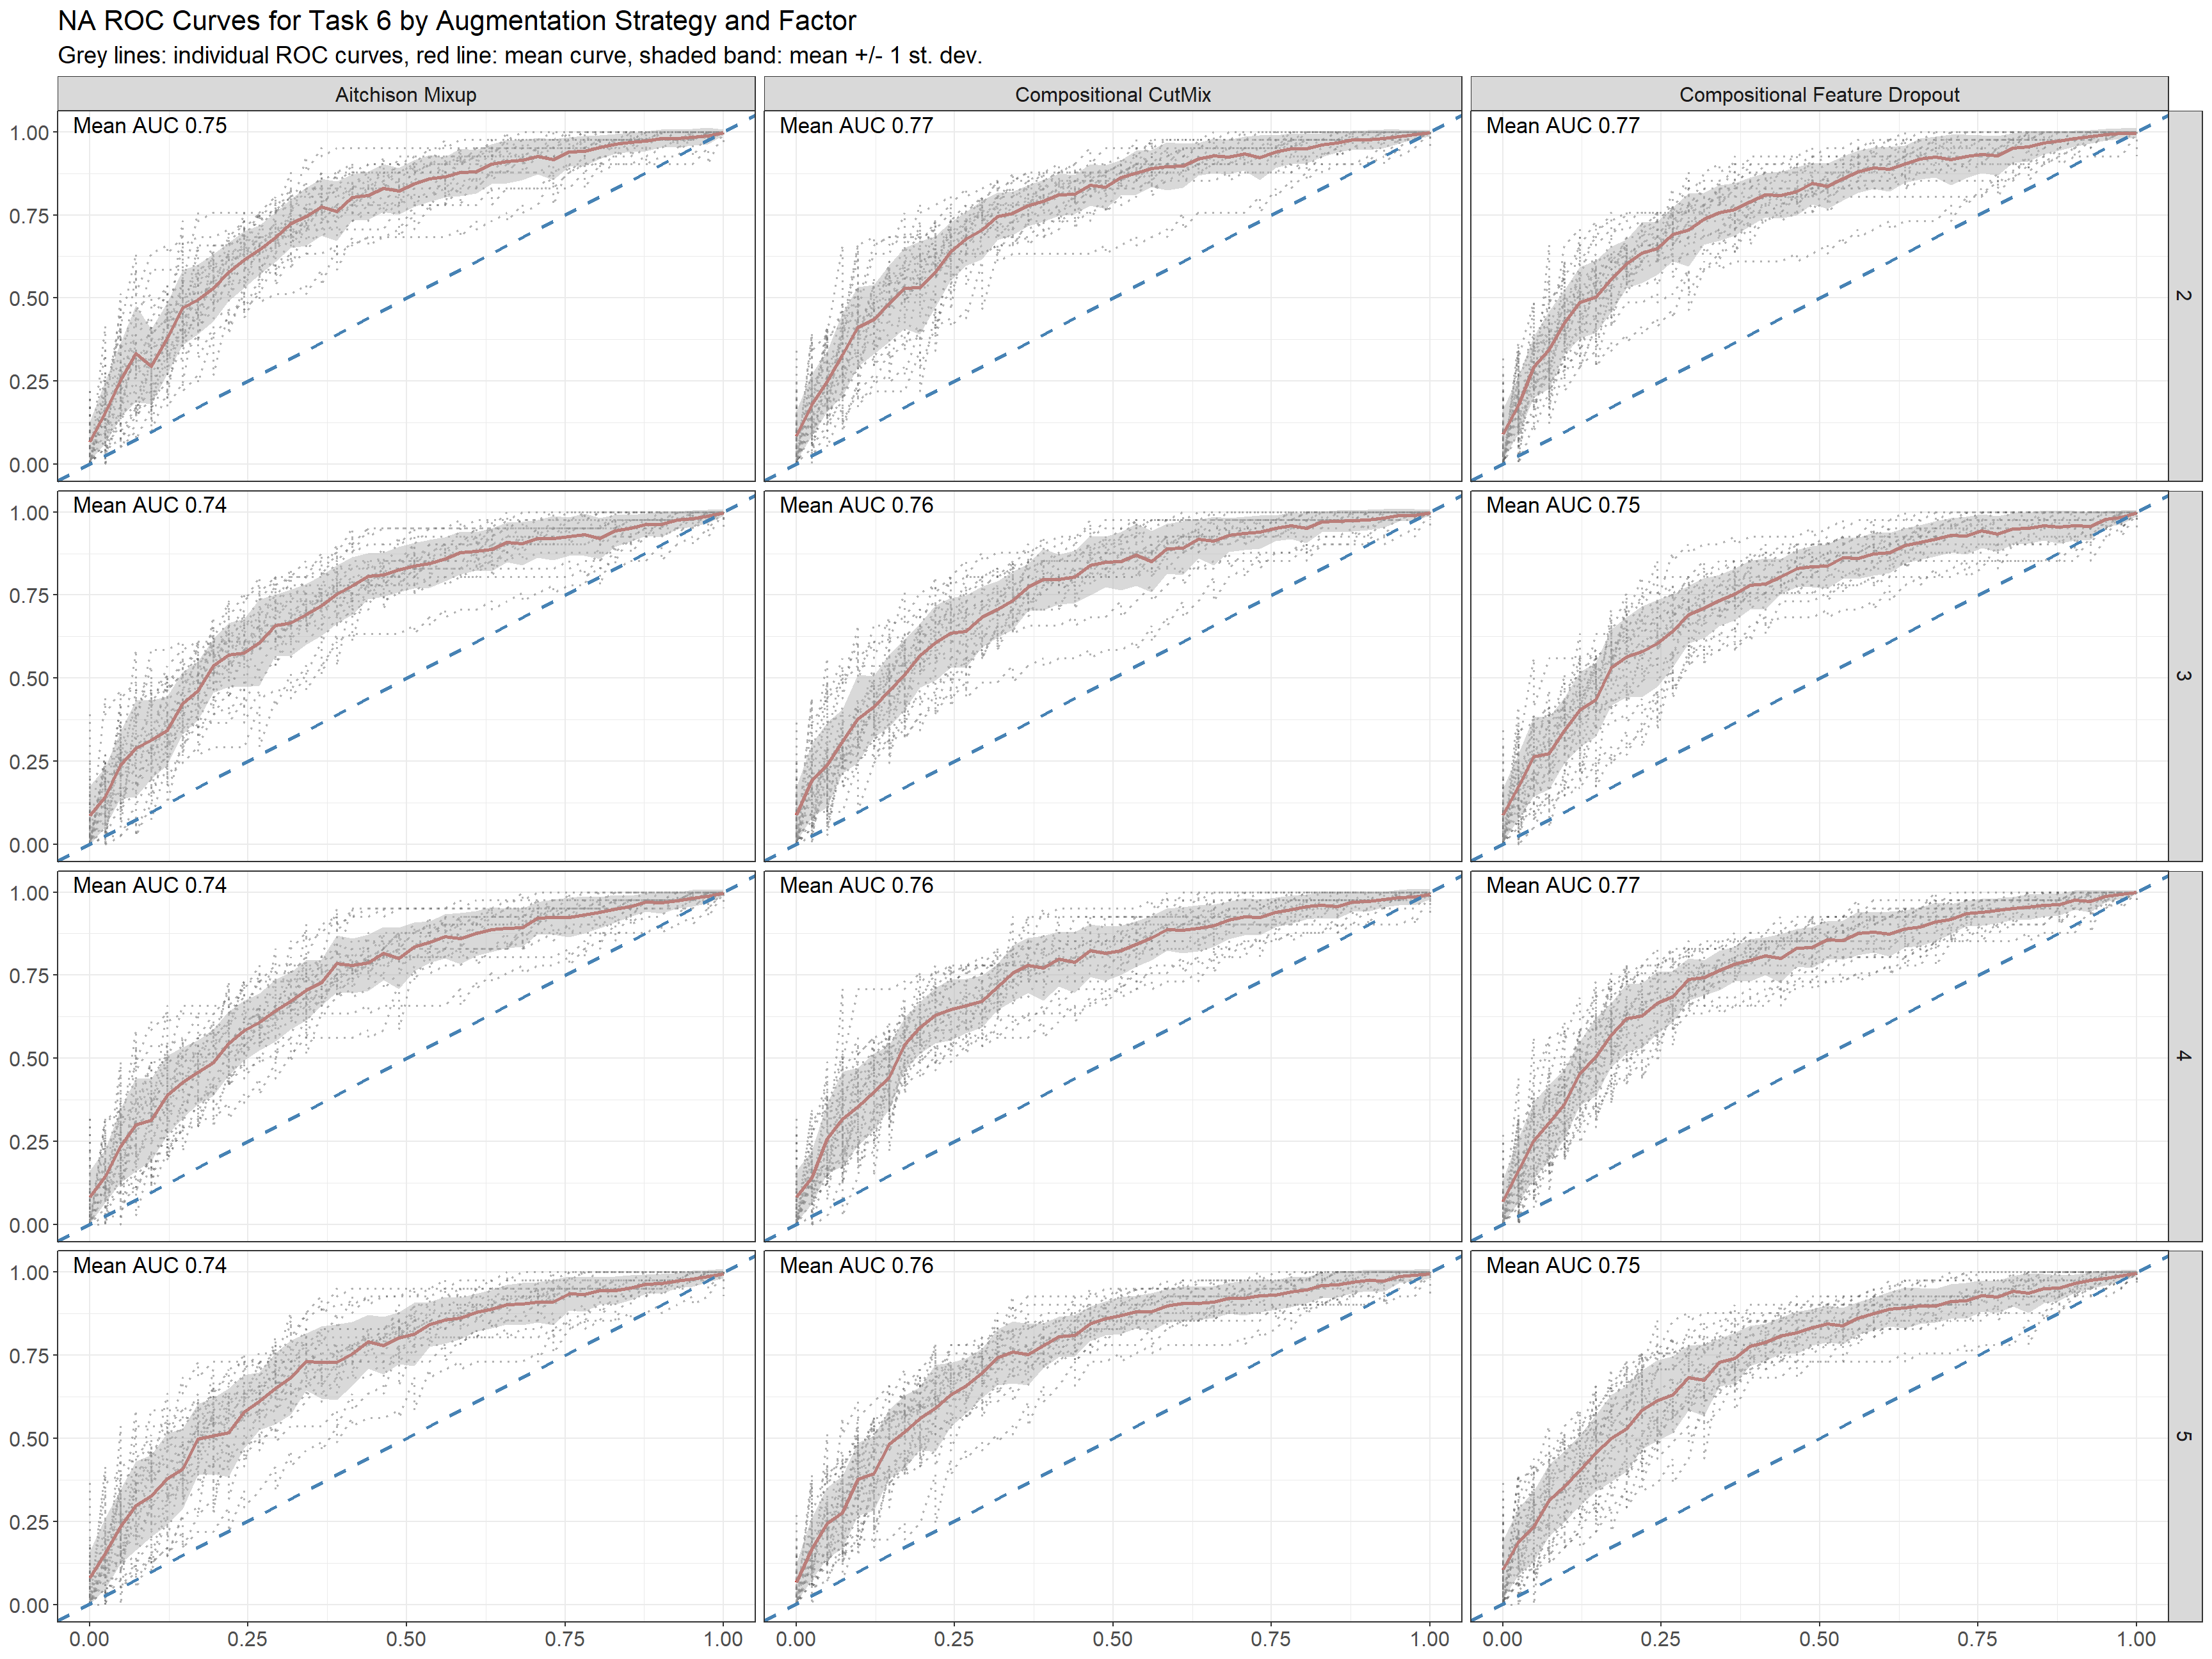 NA ROC Curves for Task 6 by Augmentation Strategy and Factor
Grey lines: individual ROC curves, red line: mean curve, shaded band: mean +/- 1 st. dev.
Aitchison Mixup
Compositional CutMix
Compositional Feature Dropout
Mean AUC 0.75
Mean AUC 0.77
Mean AUC 0.77
1.00
0.75
0.50
0.25
0.00
2
Mean AUC 0.74
Mean AUC 0.76
Mean AUC 0.75
1.00
0.75
0.50
0.25
0.00
3
Mean AUC 0.74
Mean AUC 0.76
Mean AUC 0.77
1.00
0.75
0.50
0.25
0.00
4
Mean AUC 0.74
Mean AUC 0.76
Mean AUC 0.75
1.00
0.75
0.50
0.25
0.00
5
0.00 0.25 0.50 0.75 1.00
0.00 0.25 0.50 0.75 1.00
0.00 0.25 0.50 0.75 1.00